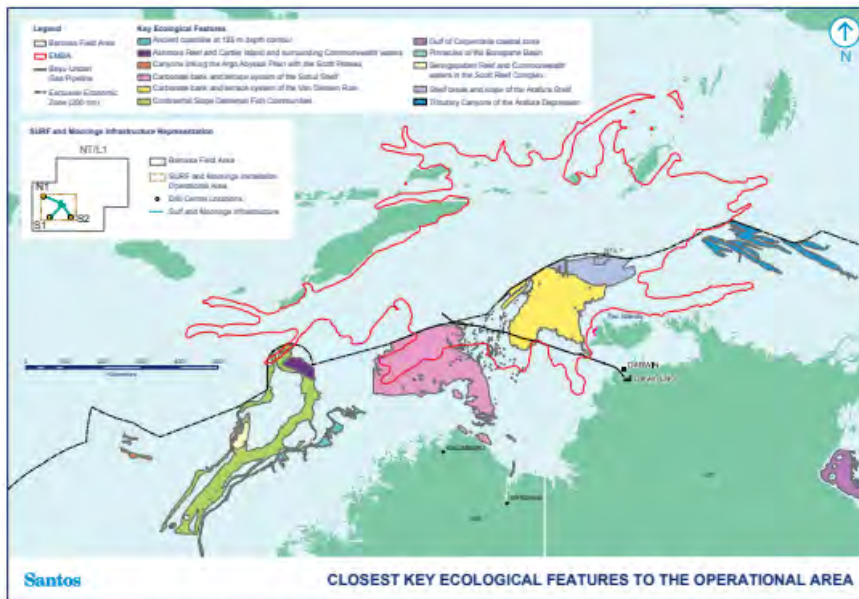 Legend
Barossa Field Area
EMBA
Bayu-Undan
Gas Pipeline
Exclusive Economic
Zone (200 nm)
Key Ecological Features
Ancient coastline at 125 m depth contour
Ashmore Reef and Cartier Island and surrounding Commonwealth waters
Canyons linking the Argo Abyssal Plain with the Scott Plateau
Carbonate bank and terrace system of the Sahul Shelf
Carbonate bank and terrace system of the Van Diemen Rise
Continental Slope Demersal Fish Communities
Gulf of Carpentaria coastal zone
Pinnacles of the Bonaparte Basin
Seringapatam Reef and Commonwealth
waters in the Scott Reef Complex
Shelf break and slope of the Arafura Shelf
Tributary Canyons of the Arafura Depression
N
SURF and Moorings Infrastructure Representation
NT/L1
N1
S1
S2
Barossa Field Area
SURF and Moorings Installation
Operational Area
Drill Centre Locations
Surf and Moorings Infrastructure
NT/L1
Tiwi Islands
DARWIN
Kilometres
Santos
CLOSEST KEY ECOLOGICAL FEATURES TO THE OPERATIONAL AREA